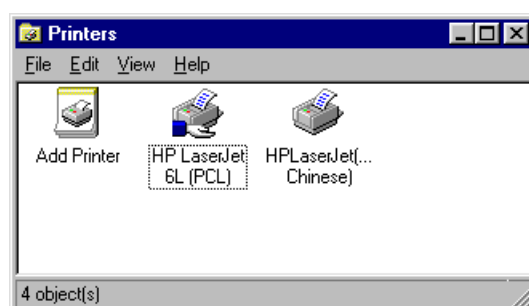 Printers
File Edit View Help
Add Printer
HP LaserJet
6L (PCL)
HPLaserJet(...
Chinese)
4 object(s)